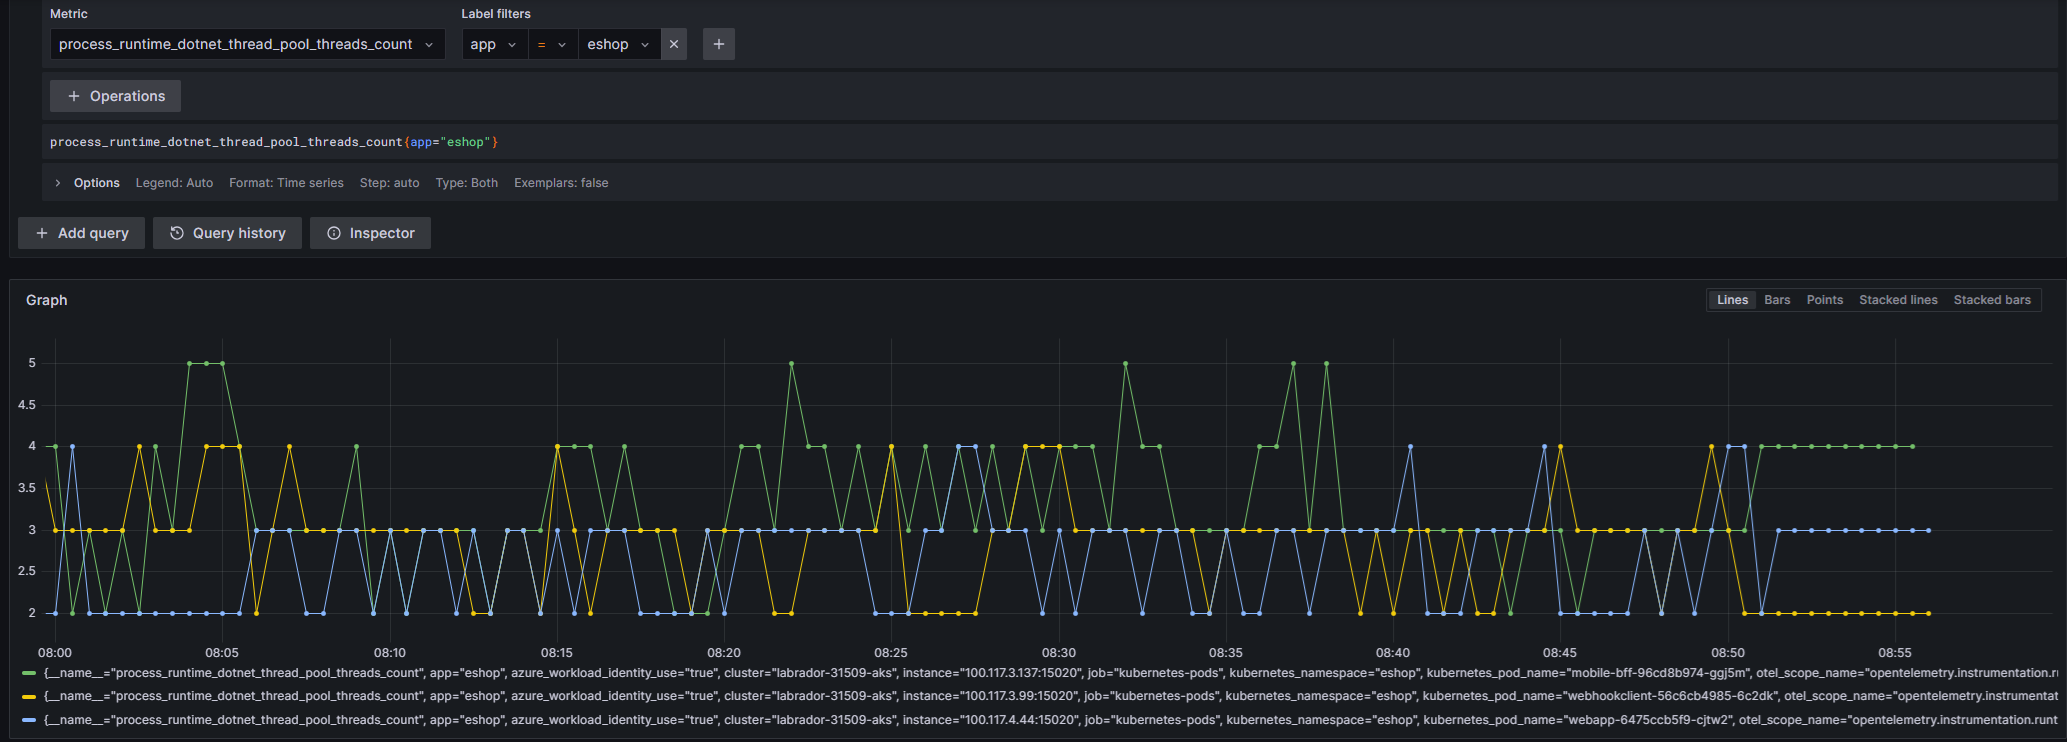 Metric Label filters
process_runtime_dotnet_thread_pool_threads_count app = eshop
Operations
process_runtime_dotnet_thread_pool_threads_count{app="eshop"}
Options Legend: Auto Format: Time series Step: auto Type: Both Exemplars: false
+ Add query Query history Inspector
Graph Lines Bars Points Stacked lines Stacked bars
5
4.5
4
3.5
3
2.5
2
08:00 08:05 08:10 08:15 08:20 08:25 08:30 08:35 08:40 08:45 08:50 08:55
{__name__="process_runtime_dotnet_thread_pool_threads_count", app="eshop", azure_workload_identity_use="true", cluster="labrador-31509-aks", instance="100.117.3.137:15020", job="kubernetes-pods", kubernetes_namespace="eshop", kubernetes_pod_name="mobile-bff-96cd8b974-ggj5m", otel_scope_name="opentelemetry.instrumentation.ru
{__name__="process_runtime_dotnet_thread_pool_threads_count", app="eshop", azure_workload_identity_use="true", cluster="labrador-31509-aks", instance="100.117.3.99:15020", job="kubernetes-pods", kubernetes_namespace="eshop", kubernetes_pod_name="webhookclient-56c6cb4985-6c2dk", otel_scope_name="opentelemetry.instrumentat
{__name__="process_runtime_dotnet_thread_pool_threads_count", app="eshop", azure_workload_identity_use="true", cluster="labrador-31509-aks", instance="100.117.4.44:15020", job="kubernetes-pods", kubernetes_namespace="eshop", kubernetes_pod_name="webapp-6475ccb5f9-cjtw2", otel_scope_name="opentelemetry.instrumentation.runt